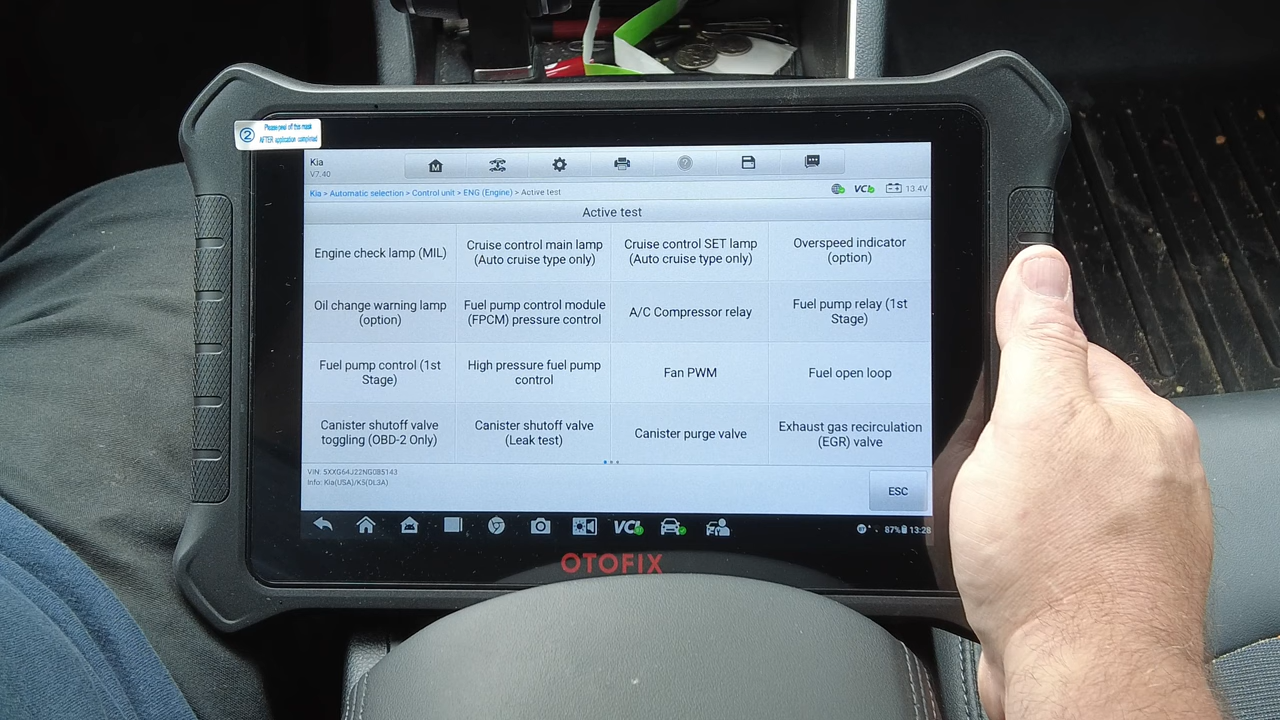 2
Please peel of this mask
AFTER application completed
Kia
V7.40
M
Kia > Automatic selection > Control unit > ENG (Engine) > Active test
VCI
13.4V
Active test
Engine check lamp (MIL)
Cruise control main lamp
(Auto cruise type only)
Cruise control SET lamp
(Auto cruise type only)
Overspeed indicator
(option)
Oil change warning lamp
(option)
Fuel pump control module
(FPCM) pressure control
A/C Compressor relay
Fuel pump relay (1st
Stage)
Fuel pump control (1st
Stage)
High pressure fuel pump
control
Fan PWM
Fuel open loop
Canister shutoff valve
toggling (OBD-2 Only)
Canister shutoff valve
(Leak test)
Canister purge valve
Exhaust gas recirculation
(EGR) valve
VIN: 5XXG64J22NG085143
Info: Kia(USA)/K5(DL3A)
ESC
VCI
87% 13:28
OTOFIX